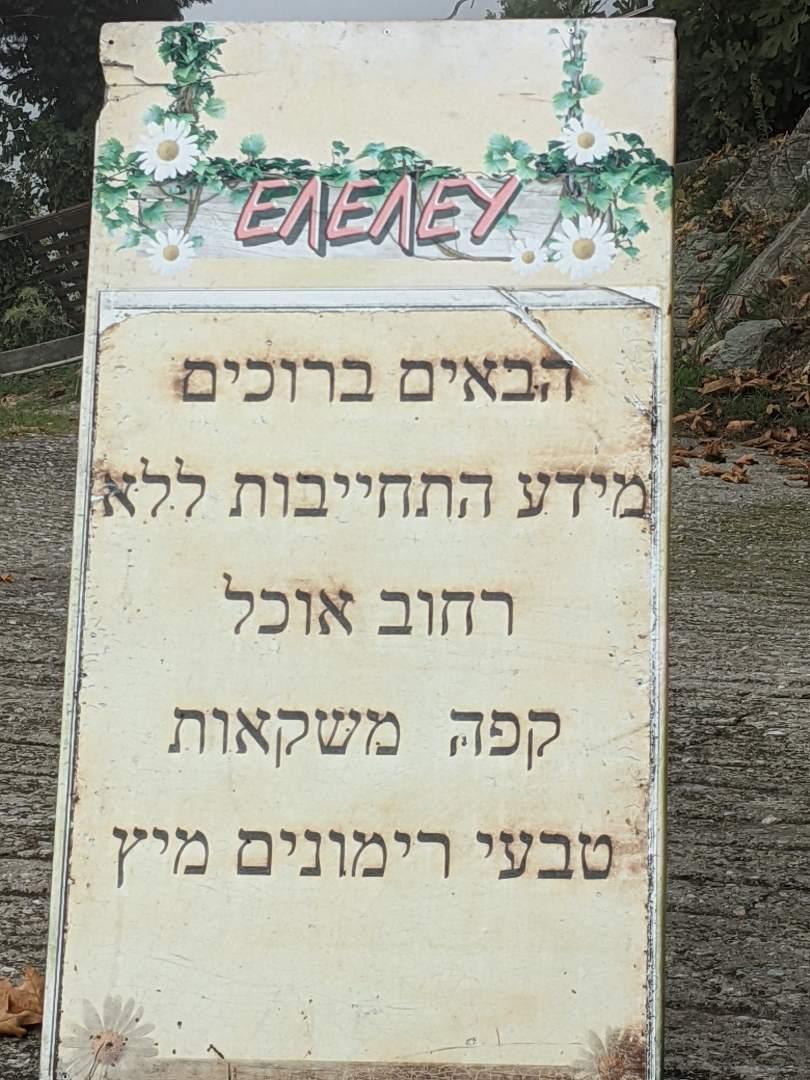 ΕΛΕΛΕΥ
הבאים ברוכים
מידע התחייבות ללא
רחוב אוכל
קפה משקאות
טבעי רימונים מיץ